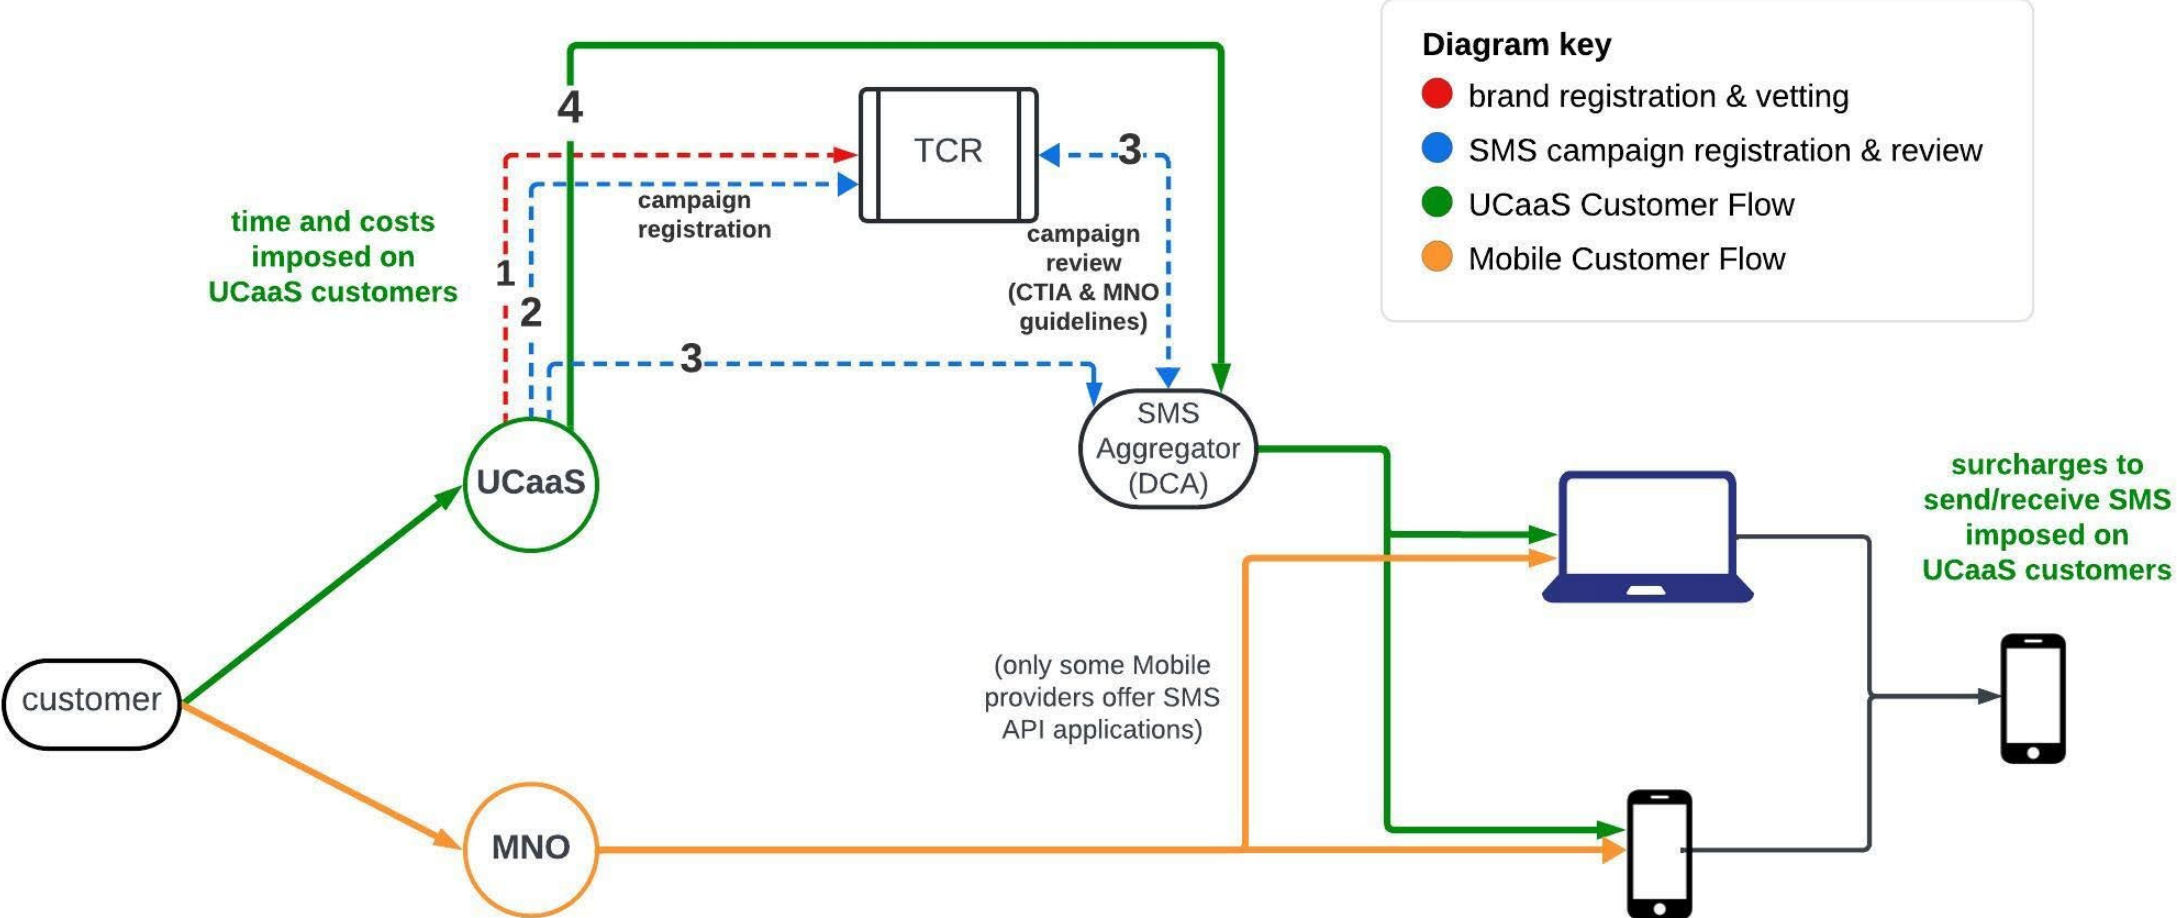 Diagram key
brand registration & vetting
SMS campaign registration & review
UCaaS Customer Flow
Mobile Customer Flow
4
TCR
3
campaign
registration
time and costs
imposed on
UCaaS customers
1
2
campaign
review
(CTIA & MNO
guidelines)
3
SMS
Aggregator
(DCA)
UCaaS
surcharges to
send/receive SMS
imposed on
UCaaS customers
customer
(only some Mobile
providers offer SMS
API applications)
MNO